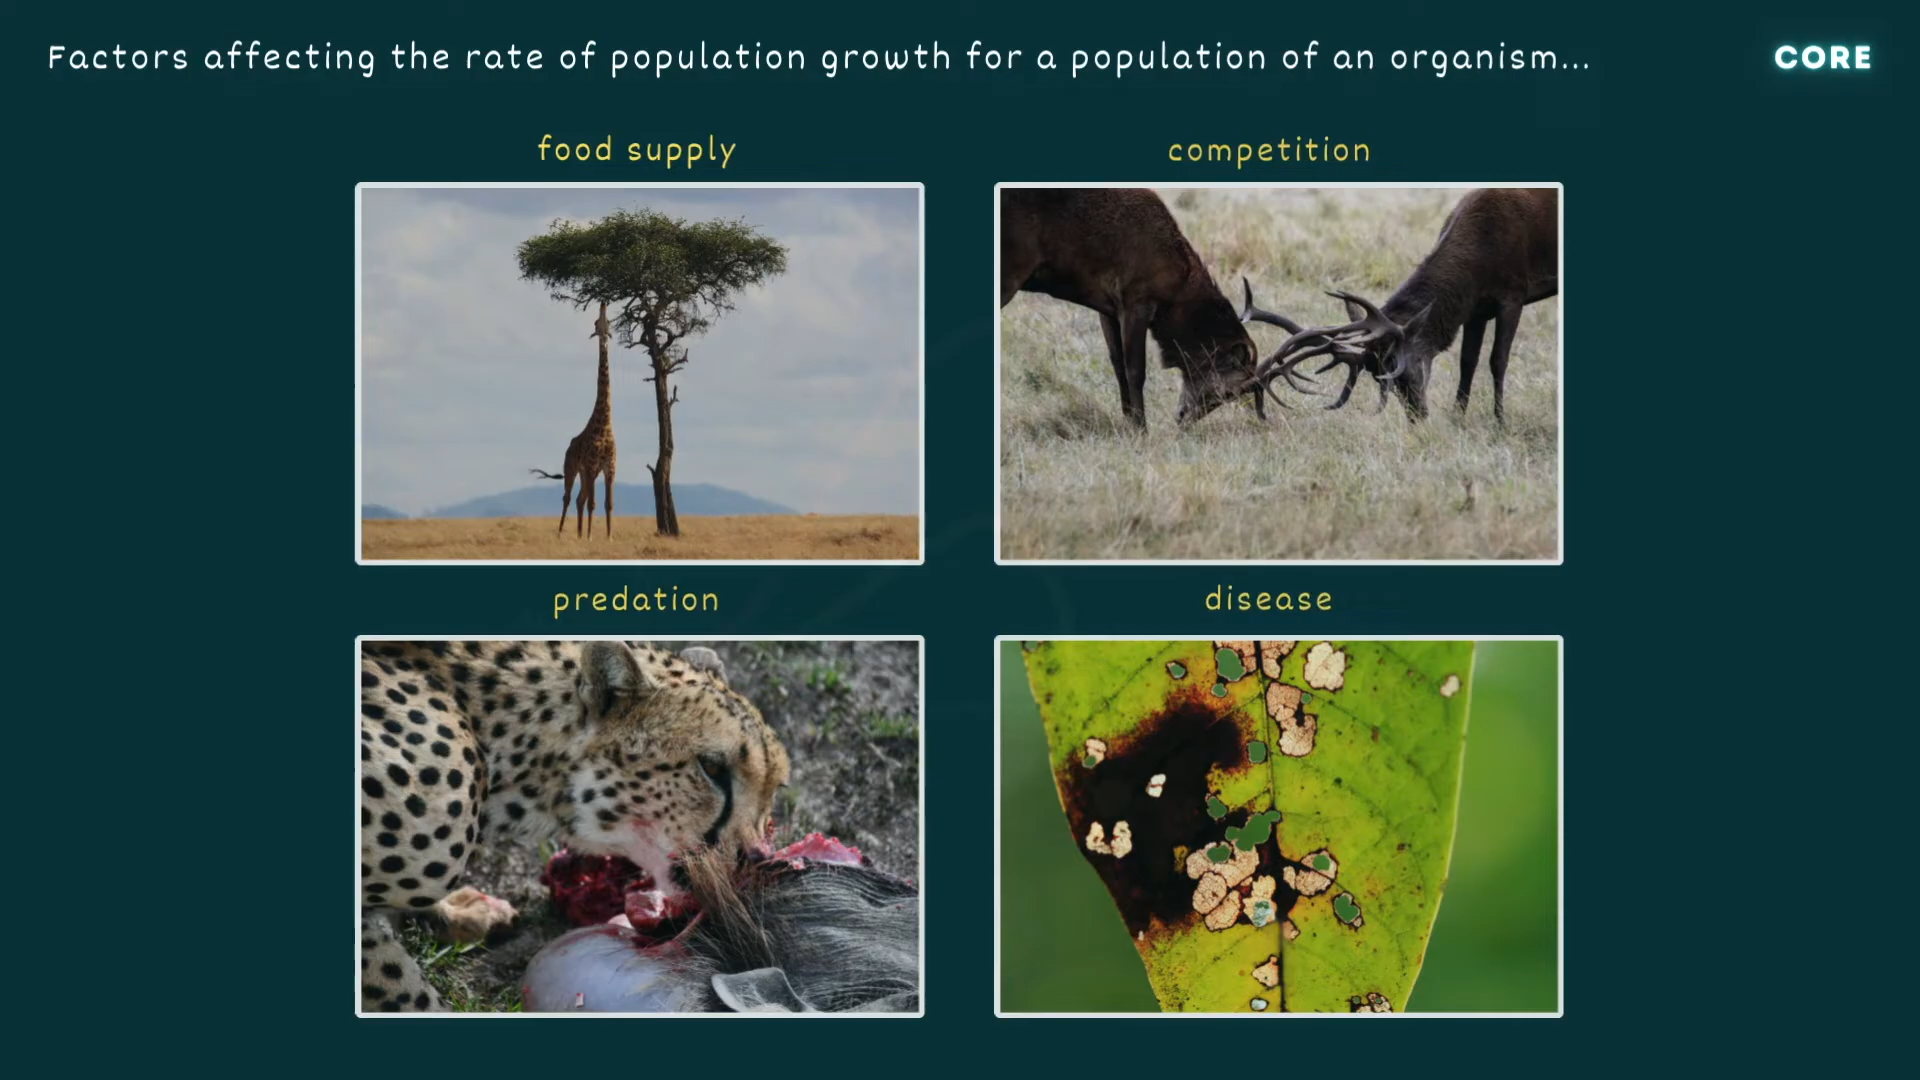 Factors affecting the rate of population growth for a population of an organism...
CORE
food supply
competition
predation
disease